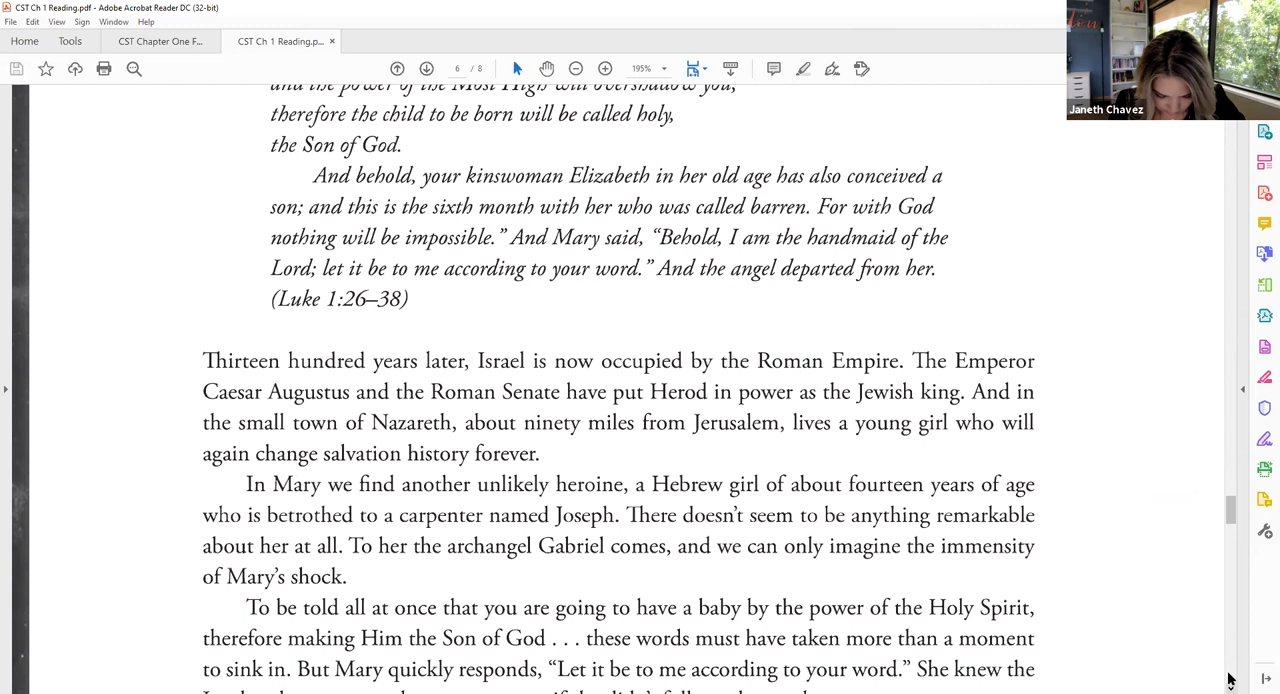 CST Ch 1 Reading.pdf - Adobe Acrobat Reader DC (32-bit)
File Edit View Sign Window Help
Home Tools CST Chapter One F... CST Ch 1 Reading.p... ×
6 / 8 195%
Janeth Chavez
and the power of the Most High will overshadow you;
therefore the child to be born will be called holy,
the Son of God.
And behold, your kinswoman Elizabeth in her old age has also conceived a
son; and this is the sixth month with her who was called barren. For with God
nothing will be impossible.” And Mary said, “Behold, I am the handmaid of the
Lord; let it be to me according to your word.” And the angel departed from her.
(Luke 1:26–38)
Thirteen hundred years later, Israel is now occupied by the Roman Empire. The Emperor
Caesar Augustus and the Roman Senate have put Herod in power as the Jewish king. And in
the small town of Nazareth, about ninety miles from Jerusalem, lives a young girl who will
again change salvation history forever.
In Mary we find another unlikely heroine, a Hebrew girl of about fourteen years of age
who is betrothed to a carpenter named Joseph. There doesn’t seem to be anything remarkable
about her at all. To her the archangel Gabriel comes, and we can only imagine the immensity
of Mary’s shock.
To be told all at once that you are going to have a baby by the power of the Holy Spirit,
therefore making Him the Son of God . . . these words must have taken more than a moment
to sink in. But Mary quickly responds, “Let it be to me according to your word.” She knew the